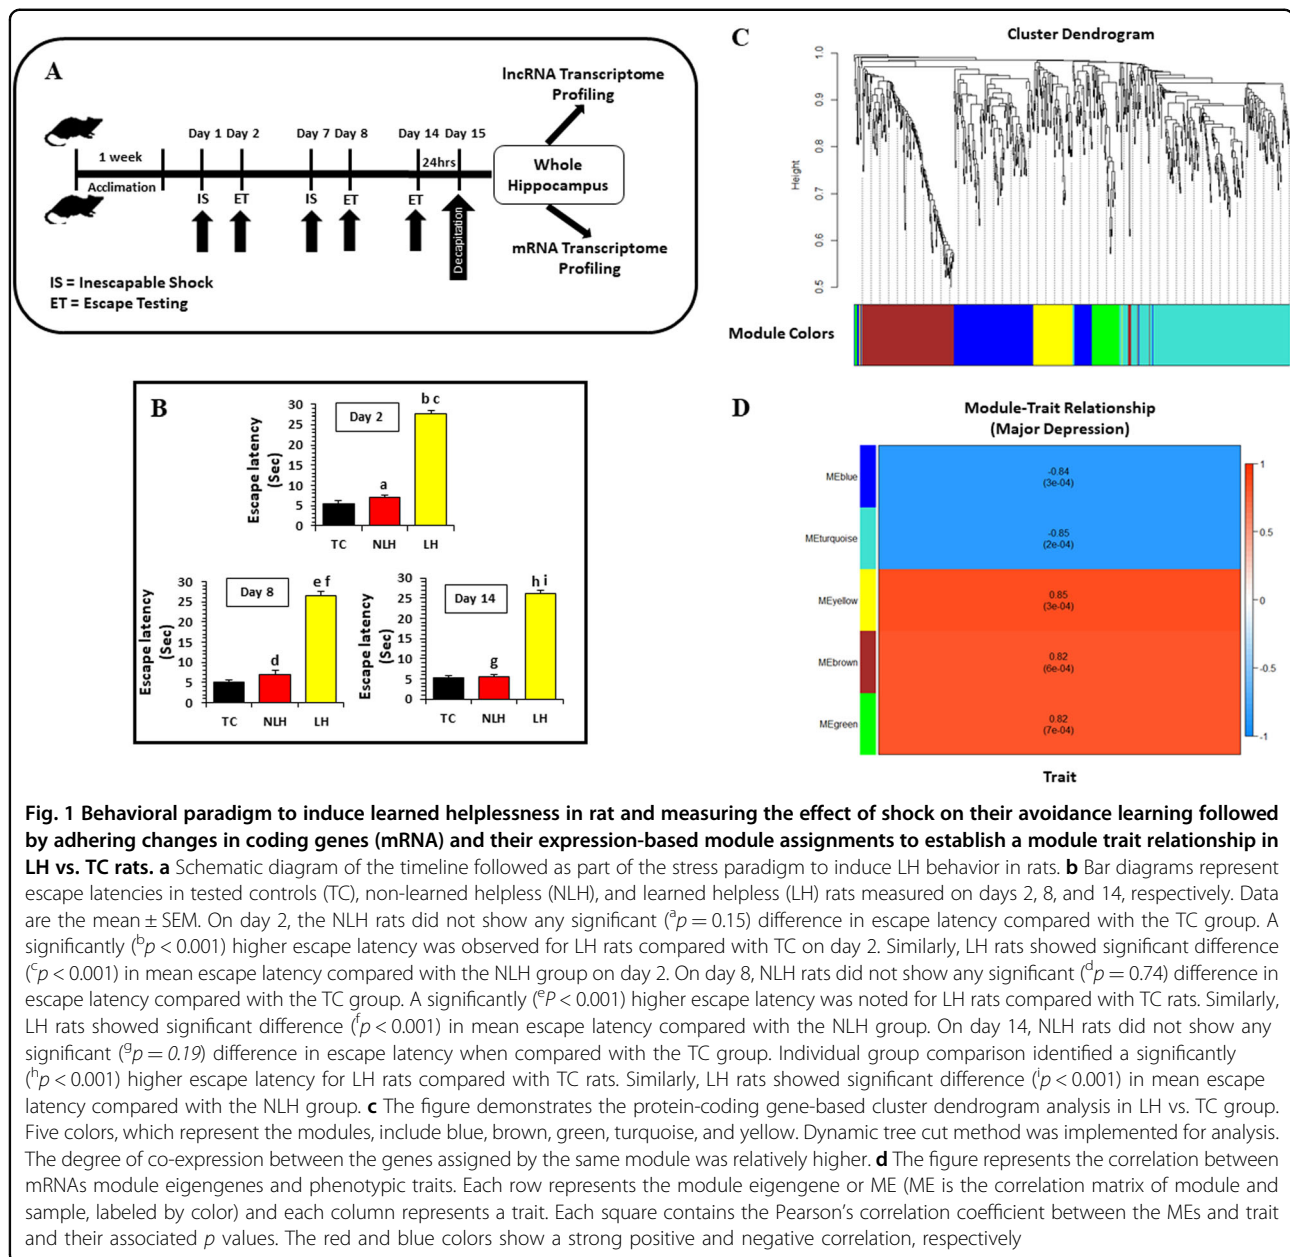 A
lncRNA Transcriptome
Profiling
Day 1 Day 2
Day 7 Day 8
Day 14 Day 15
1 week
24hrs
Acclimation
IS
ET
IS
ET
ET
Decapitation
Whole
Hippocampus
mRNA Transcriptome
Profiling
IS = Inescapable Shock
ET = Escape Testing
B
Day 2
Escape latency
(Sec)
30
25
20
15
10
5
0
a
b c
TC
NLH
LH
Day 8
Escape latency
(Sec)
30
25
20
15
10
5
0
d
e f
TC
NLH
LH
Day 14
Escape latency
(Sec)
30
25
20
15
10
5
0
g
h i
TC
NLH
LH
C
Cluster Dendrogram
Height
1.0
0.9
0.8
0.7
0.6
0.5
Module Colors
D
Module-Trait Relationship
(Major Depression)
MEblue
-0.84
(3e-04)
MEturquoise
-0.85
(2e-04)
MEyellow
0.85
(3e-04)
MEbrown
0.82
(6e-04)
MEgreen
0.82
(7e-04)
1
0.5
0
-0.5
-1
Trait
Fig. 1 Behavioral paradigm to induce learned helplessness in rat and measuring the effect of shock on their avoidance learning followed
by adhering changes in coding genes (mRNA) and their expression-based module assignments to establish a module trait relationship in
LH vs. TC rats. a Schematic diagram of the timeline followed as part of the stress paradigm to induce LH behavior in rats. b Bar diagrams represent
escape latencies in tested controls (TC), non-learned helpless (NLH), and learned helpless (LH) rats measured on days 2, 8, and 14, respectively. Data
are the mean ± SEM. On day 2, the NLH rats did not show any significant (ᵃp = 0.15) difference in escape latency compared with the TC group. A
significantly (ᵇp < 0.001) higher escape latency was observed for LH rats compared with TC on day 2. Similarly, LH rats showed significant difference
(ᶜp < 0.001) in mean escape latency compared with the NLH group on day 2. On day 8, NLH rats did not show any significant (ᵈp = 0.74) difference in
escape latency compared with the TC group. A significantly (ᵉP < 0.001) higher escape latency was noted for LH rats compared with TC rats. Similarly,
LH rats showed significant difference (ᶠp < 0.001) in mean escape latency compared with the NLH group. On day 14, NLH rats did not show any
significant (ᵍp = 0.19) difference in escape latency when compared with the TC group. Individual group comparison identified a significantly
(ʰp < 0.001) higher escape latency for LH rats compared with TC rats. Similarly, LH rats showed significant difference (ⁱp < 0.001) in mean escape
latency compared with the NLH group. c The figure demonstrates the protein-coding gene-based cluster dendrogram analysis in LH vs. TC group.
Five colors, which represent the modules, include blue, brown, green, turquoise, and yellow. Dynamic tree cut method was implemented for analysis.
The degree of co-expression between the genes assigned by the same module was relatively higher. d The figure represents the correlation between
mRNAs module eigengenes and phenotypic traits. Each row represents the module eigengene or ME (ME is the correlation matrix of module and
sample, labeled by color) and each column represents a trait. Each square contains the Pearson's correlation coefficient between the MEs and trait
and their associated p values. The red and blue colors show a strong positive and negative correlation, respectively